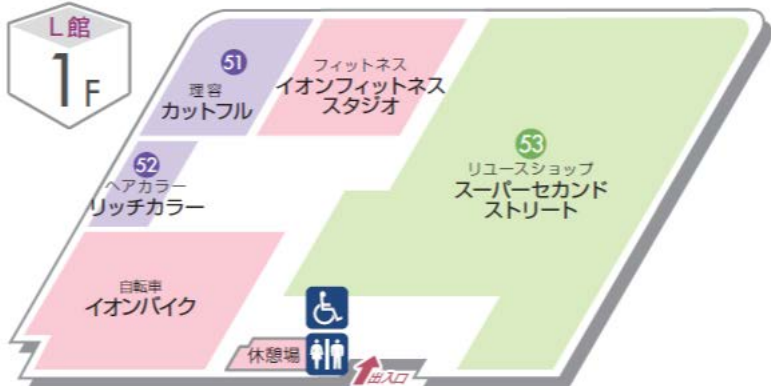 L館
1F
51
理容
カットフル
フィットネス
イオンフィットネス
スタジオ
53
リユースショップ
スーパーセカンド
ストリート
52
ヘアカラー
リッチカラー
自転車
イオンバイク
休憩場
出入口